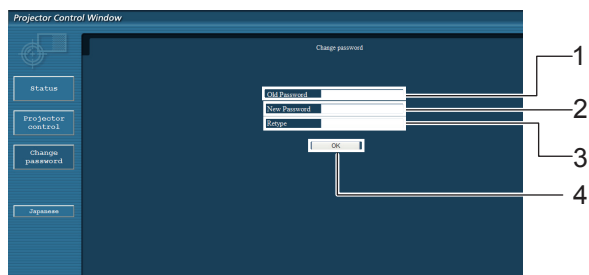 Projector Control Window
Change password
Status
Projector
control
Change
password
Japanese
Old Password
New Password
Retype
OK
1
2
3
4